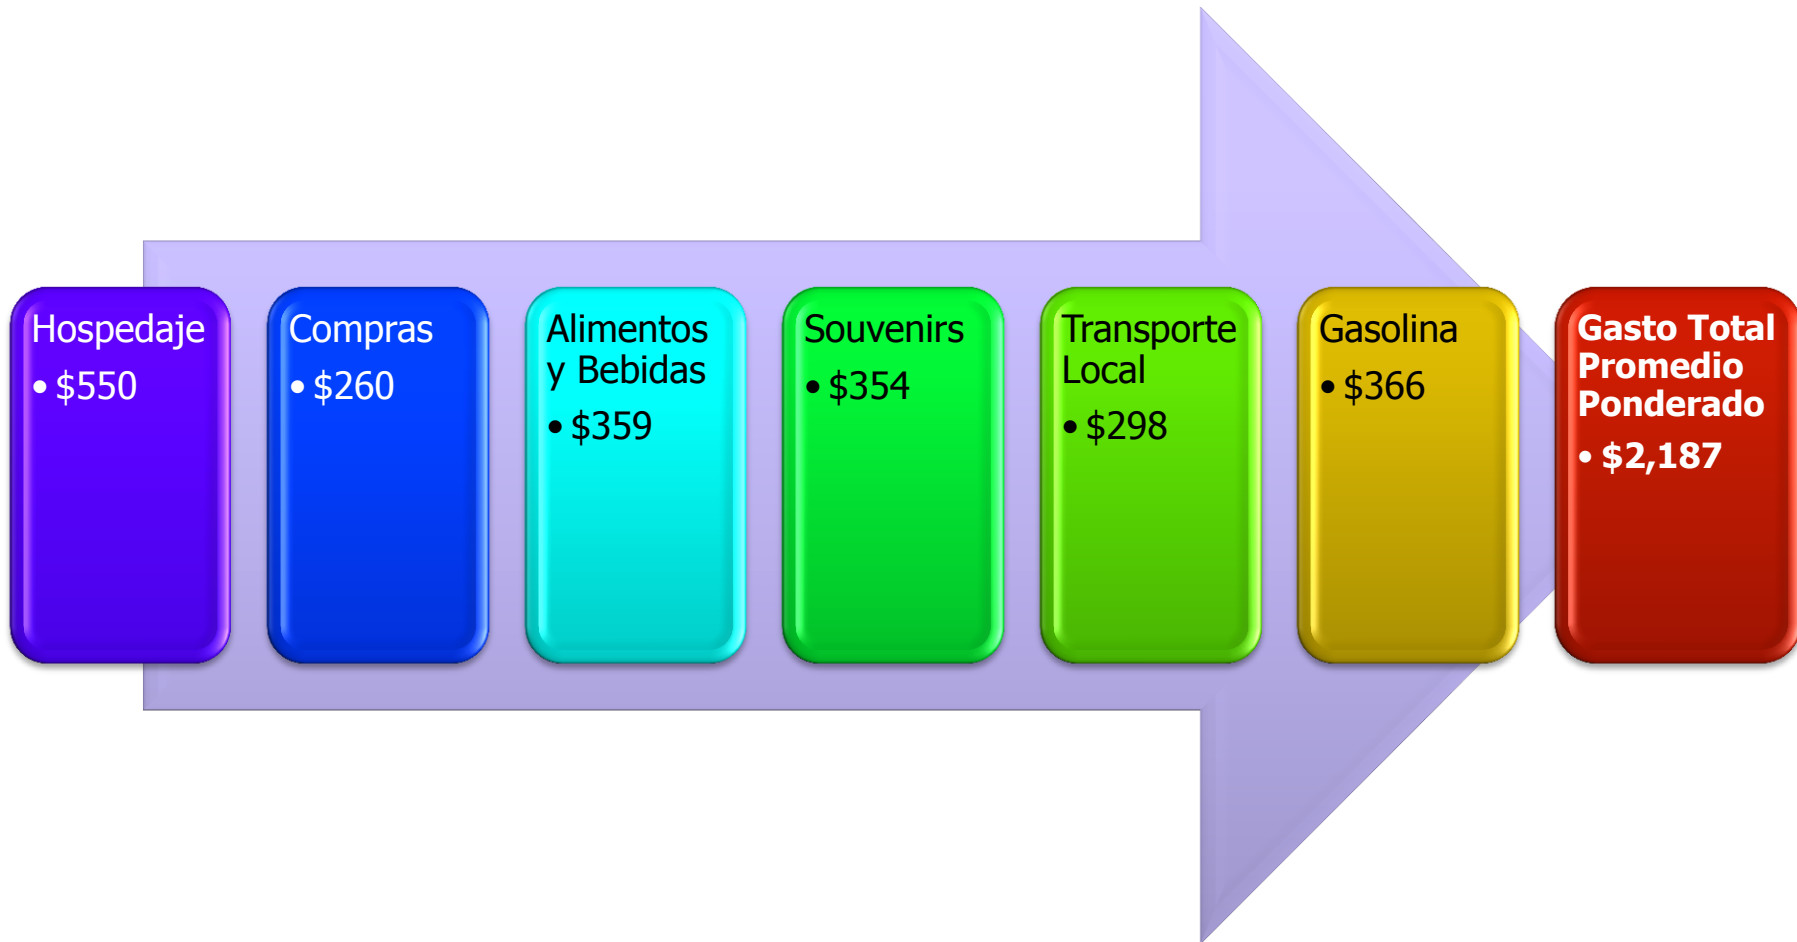 Hospedaje
• $550
Compras
• $260
Alimentos
y Bebidas
• $359
Souvenirs
• $354
Transporte
Local
• $298
Gasolina
• $366
Gasto Total
Promedio
Ponderado
• $2,187